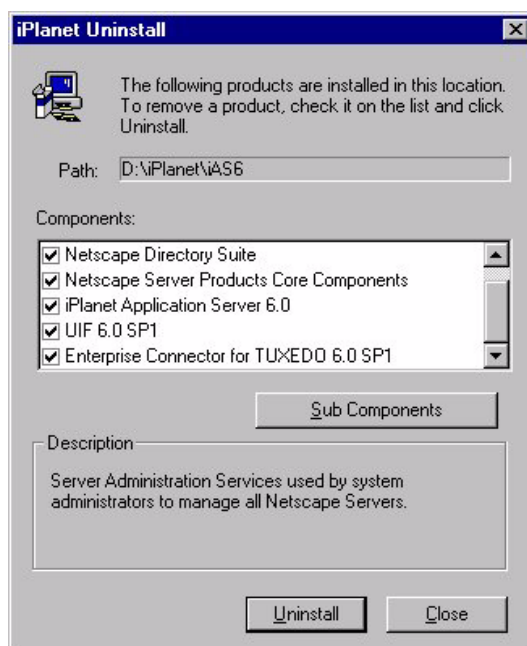 iPlanet Uninstall
The following products are installed in this location.
To remove a product, check it on the list and click
Uninstall.
Path: D:\iPlanet\iAS6
Components:
Netscape Directory Suite
Netscape Server Products Core Components
iPlanet Application Server 6.0
UIF 6.0 SP1
Enterprise Connector for TUXEDO 6.0 SP1
Sub Components
Description
Server Administration Services used by system
administrators to manage all Netscape Servers.
Uninstall Close